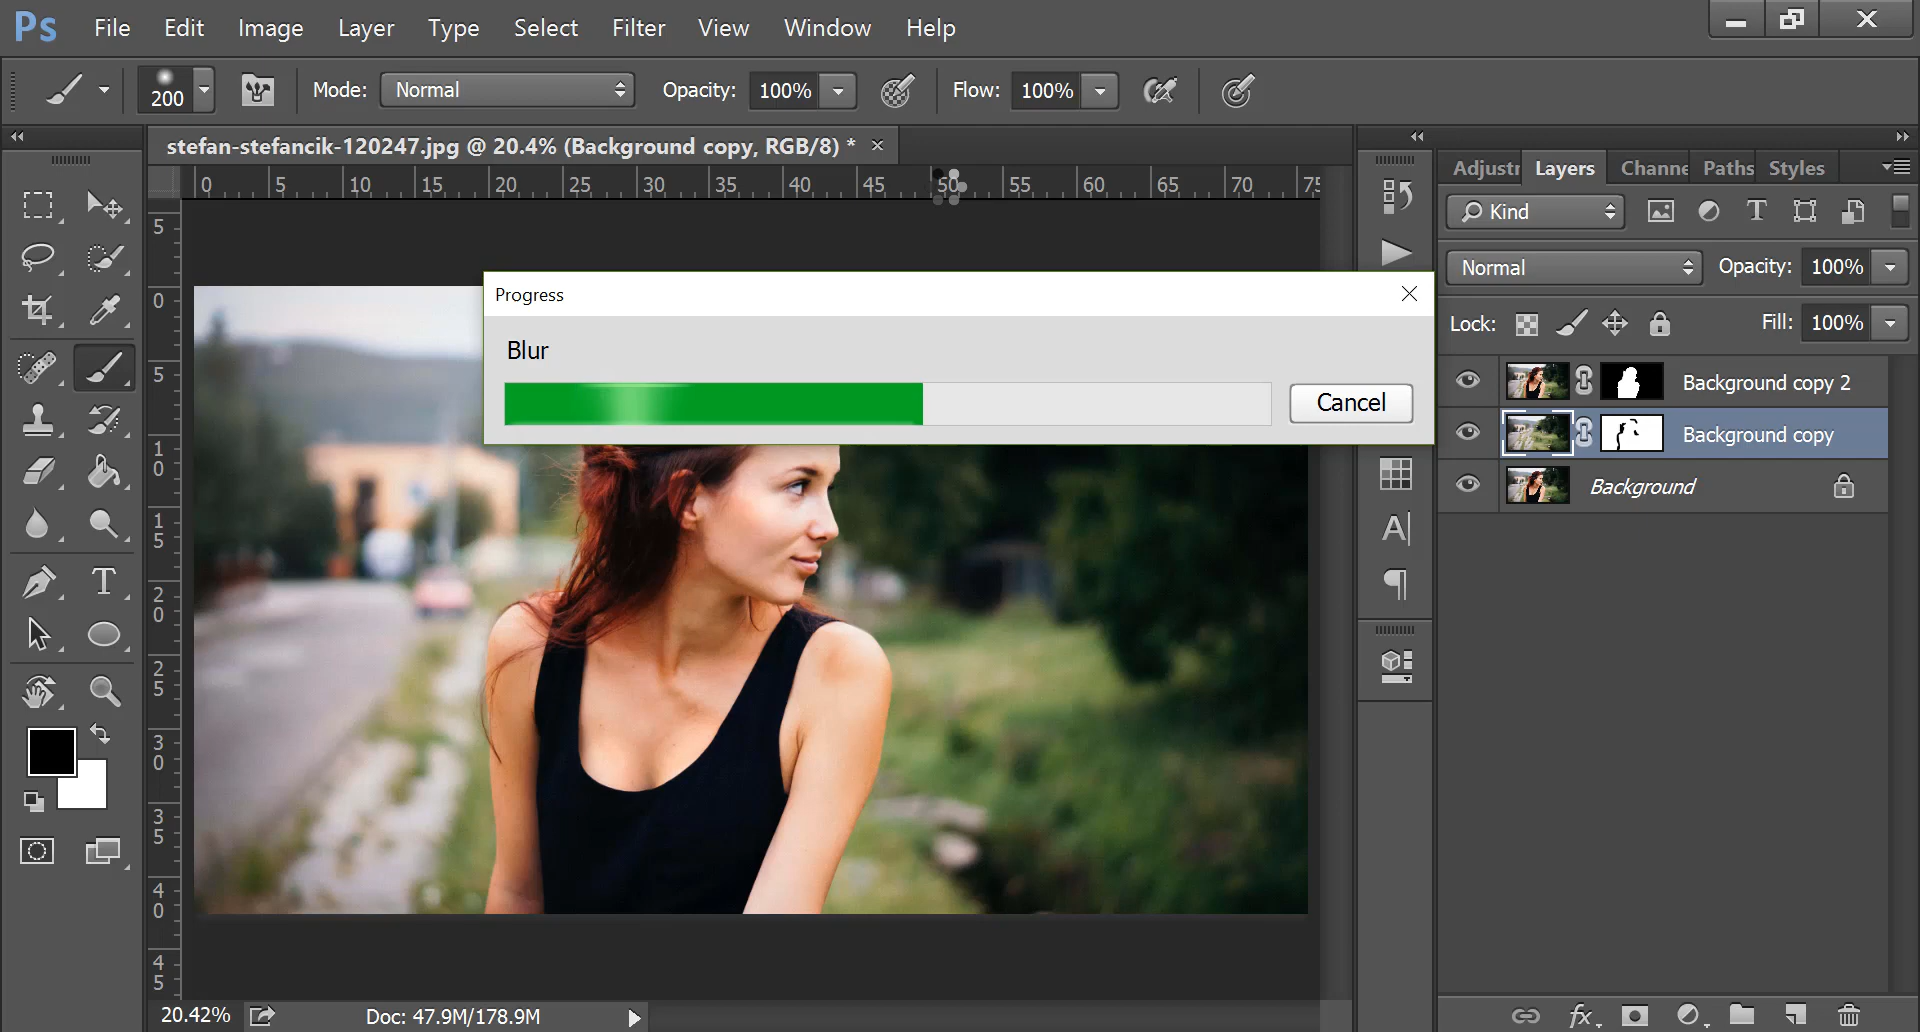 Ps File Edit Image Layer Type Select Filter View Window Help
200 Mode: Normal Opacity: 100% Flow: 100%
stefan-stefancik-120247.jpg @ 20.4% (Background copy, RGB/8) * ×
0 5 10 15 20 25 30 35 40 45 50 55 60 65 70 75
5
0
5
10
15
20
25
30
35
40
45
Progress
Blur
Cancel
Adjustr Layers Channe Paths Styles
Kind
Normal Opacity: 100%
Lock: Fill: 100%
Background copy 2
Background copy
Background
20.42% Doc: 47.9M/178.9M
fx